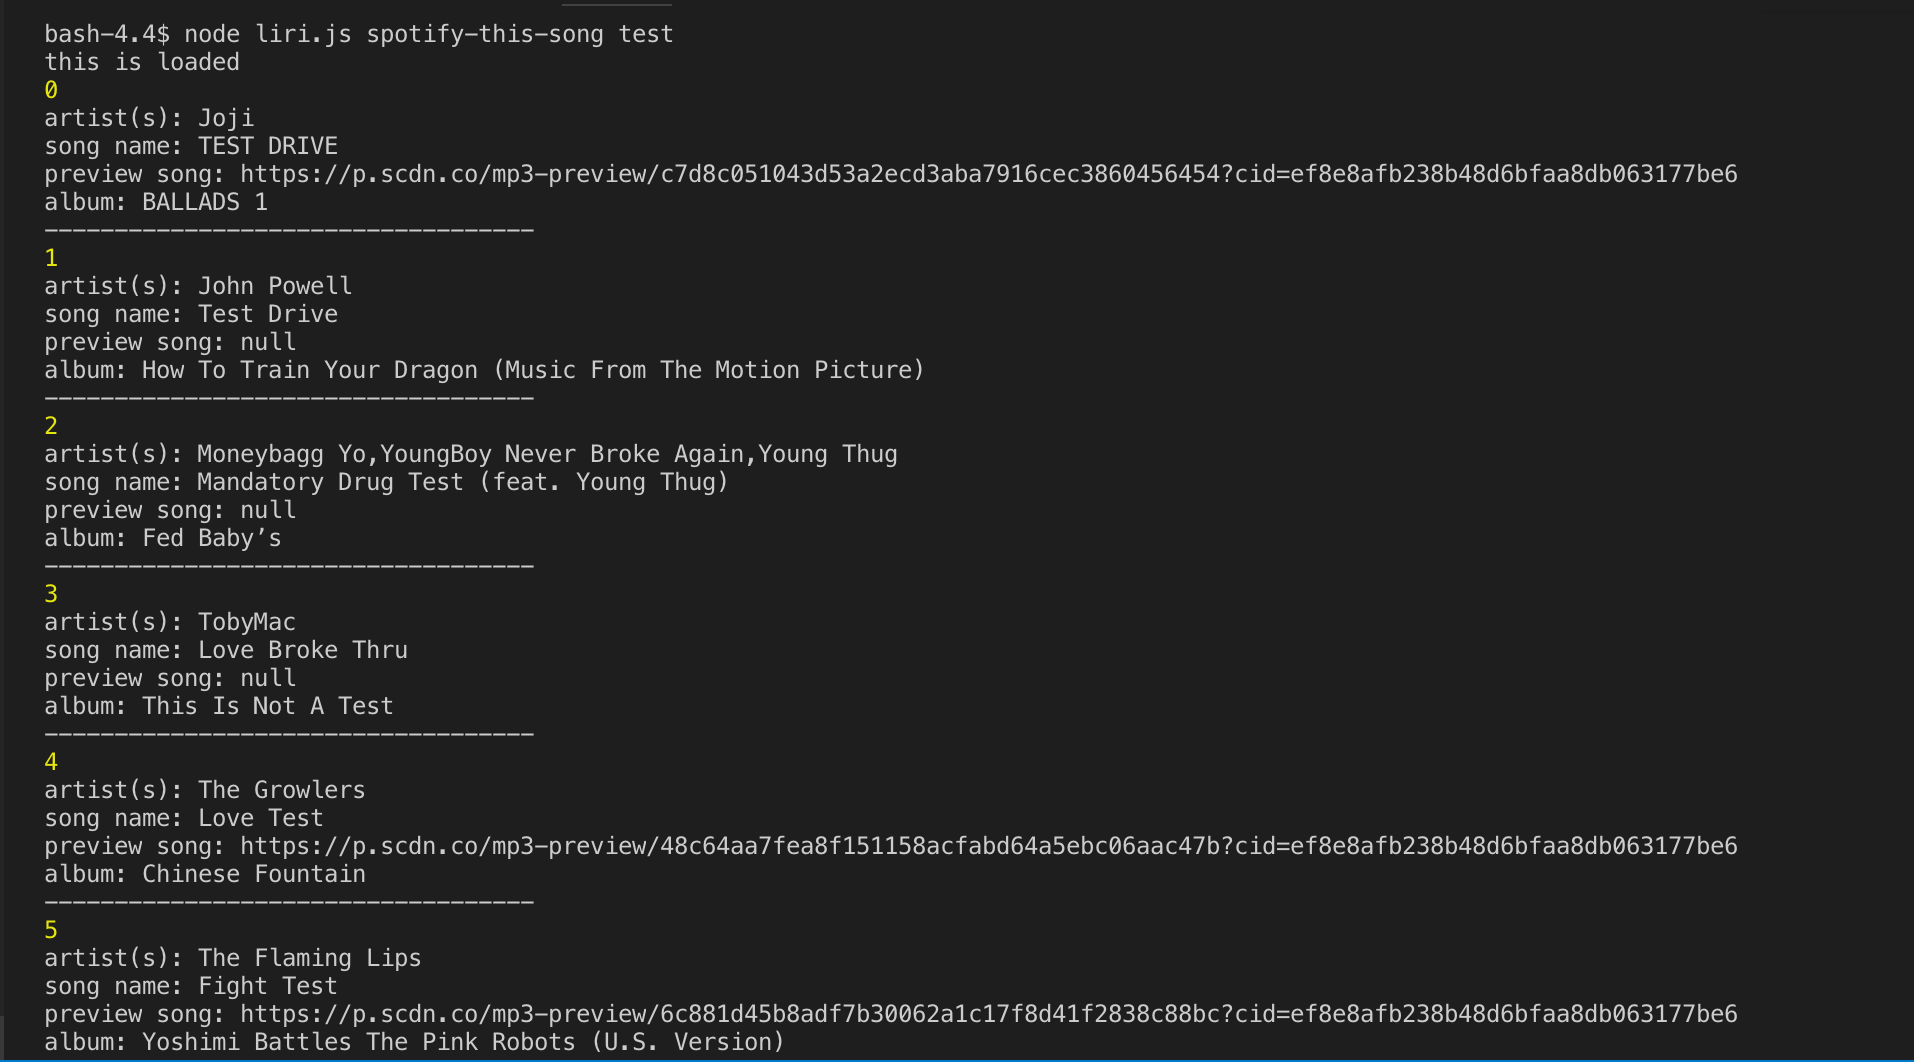 bash-4.4$ node liri.js spotify-this-song test
this is loaded
0
artist(s): Joji
song name: TEST DRIVE
preview song: https://p.scdn.co/mp3-preview/c7d8c051043d53a2ecd3aba7916cec3860456454?cid=ef8e8afb238b48d6bfaa8db063177be6
album: BALLADS 1
-----------------------------------
1
artist(s): John Powell
song name: Test Drive
preview song: null
album: How To Train Your Dragon (Music From The Motion Picture)
-----------------------------------
2
artist(s): Moneybagg Yo,YoungBoy Never Broke Again,Young Thug
song name: Mandatory Drug Test (feat. Young Thug)
preview song: null
album: Fed Baby’s
-----------------------------------
3
artist(s): TobyMac
song name: Love Broke Thru
preview song: null
album: This Is Not A Test
-----------------------------------
4
artist(s): The Growlers
song name: Love Test
preview song: https://p.scdn.co/mp3-preview/48c64aa7fea8f151158acfabd64a5ebc06aac47b?cid=ef8e8afb238b48d6bfaa8db063177be6
album: Chinese Fountain
-----------------------------------
5
artist(s): The Flaming Lips
song name: Fight Test
preview song: https://p.scdn.co/mp3-preview/6c881d45b8adf7b30062a1c17f8d41f2838c88bc?cid=ef8e8afb238b48d6bfaa8db063177be6
album: Yoshimi Battles The Pink Robots (U.S. Version)